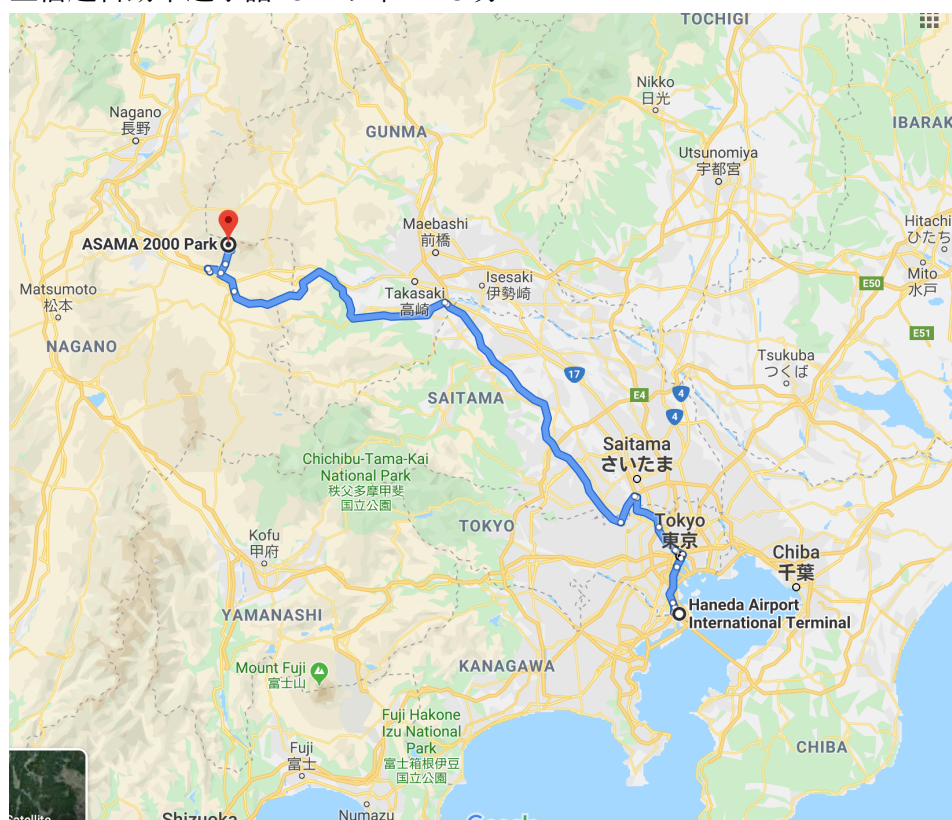 TOCHIGI
Nikko
日光
Nagano
長野
GUNMA
IBARAK
Utsunomiya
宇都宮
Maebashi
前橋
Hitachi
ひたち
ASAMA 2000 Park
Isesaki
伊勢崎
Mito
水戸
Matsumoto
松本
Takasaki
高崎
E50
E51
NAGANO
Tsukuba
つくば
17
E4
4
4
SAITAMA
Saitama
さいたま
Chichibu-Tama-Kai
National Park
秩父多摩甲斐
国立公園
TOKYO
Tokyo
東京
Kofu
甲府
Chiba
千葉
YAMANASHI
Haneda Airport
International Terminal
Mount Fuji
富士山
KANAGAWA
Fuji Hakone
Izu National
Park
富士箱根伊豆
国立公園
Fuji
富士
CHIBA
Numazu
Shizuoka
Satellite
Google